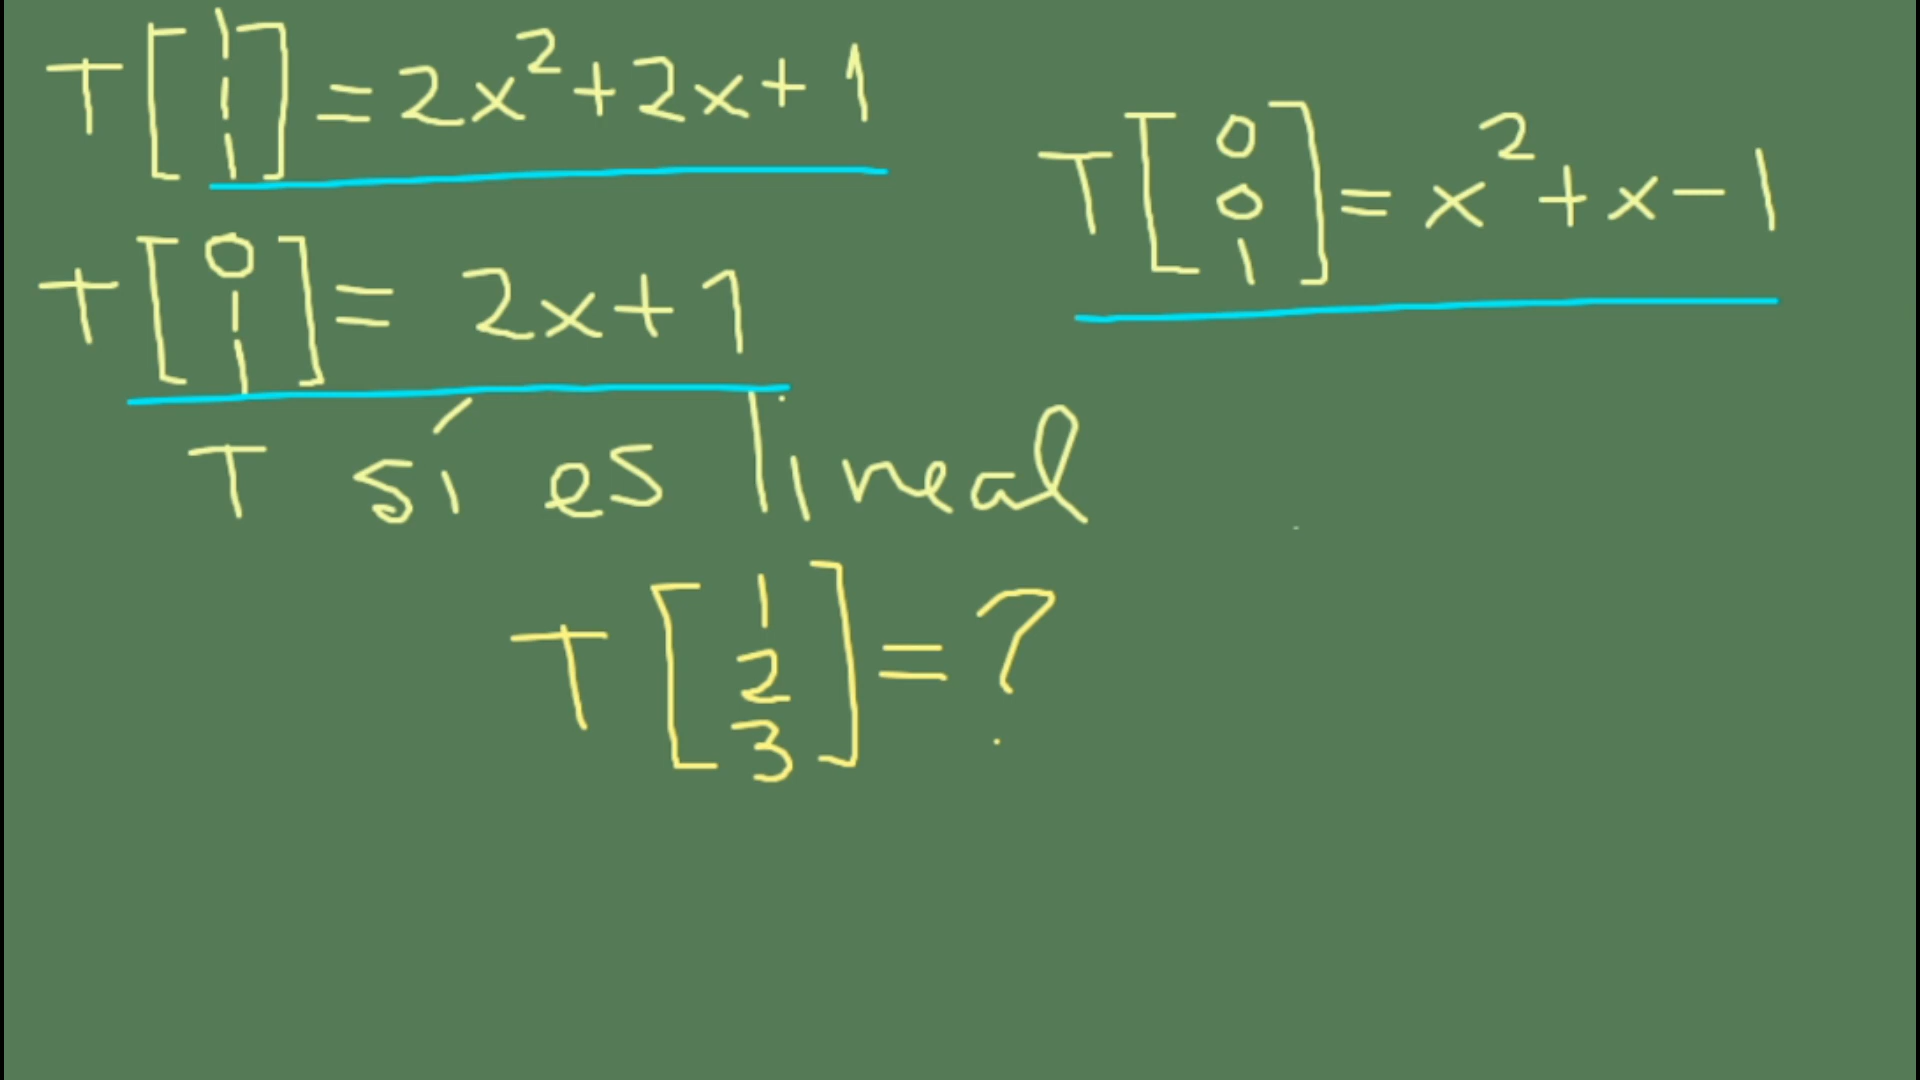 T[1 1 1] = 2x²+2x+1
T[0 0 1] = x²+x-1
T[0 1 1] = 2x+1
T sí es lineal
T[1 2 3] = ?